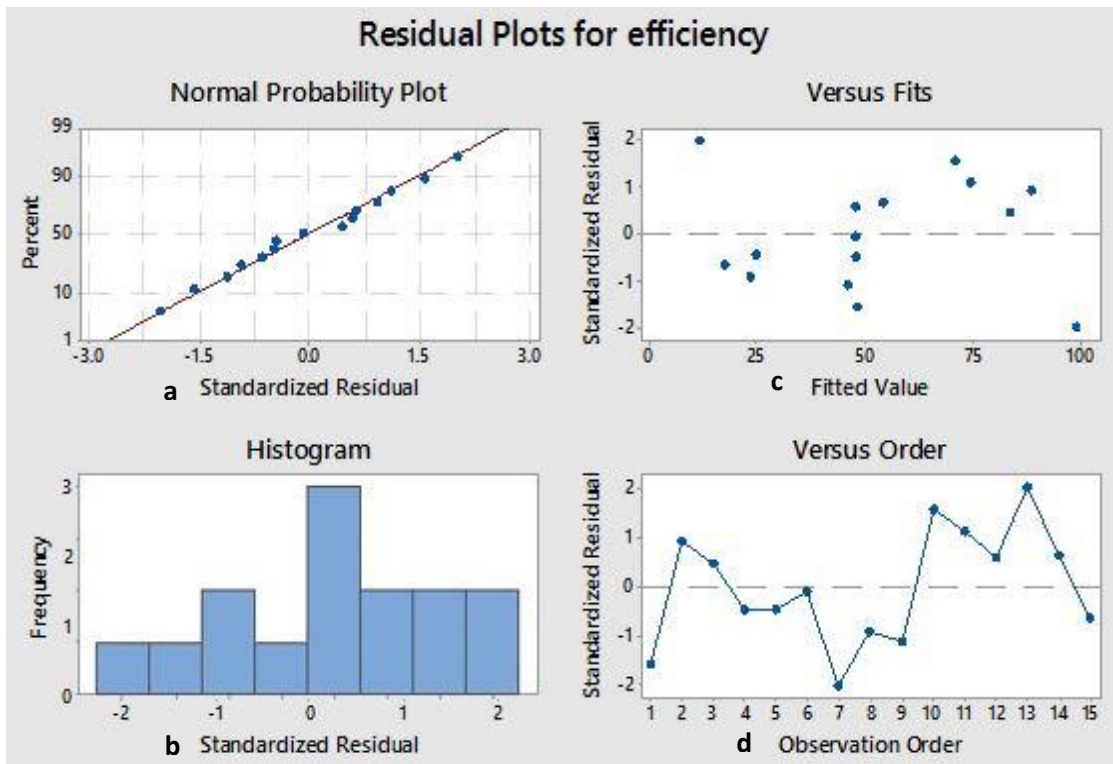 Residual Plots for efficiency
Normal Probability Plot
Percent
99
90
50
10
1
-3.0 -1.5 0.0 1.5 3.0
a Standardized Residual
Versus Fits
Standardized Residual
2
1
0
-1
-2
0 25 50 75 100
c Fitted Value
Histogram
Frequency
3
2
1
0
-2 -1 0 1 2
b Standardized Residual
Versus Order
Standardized Residual
2
1
0
-1
-2
1 2 3 4 5 6 7 8 9 10 11 12 13 14 15
d Observation Order